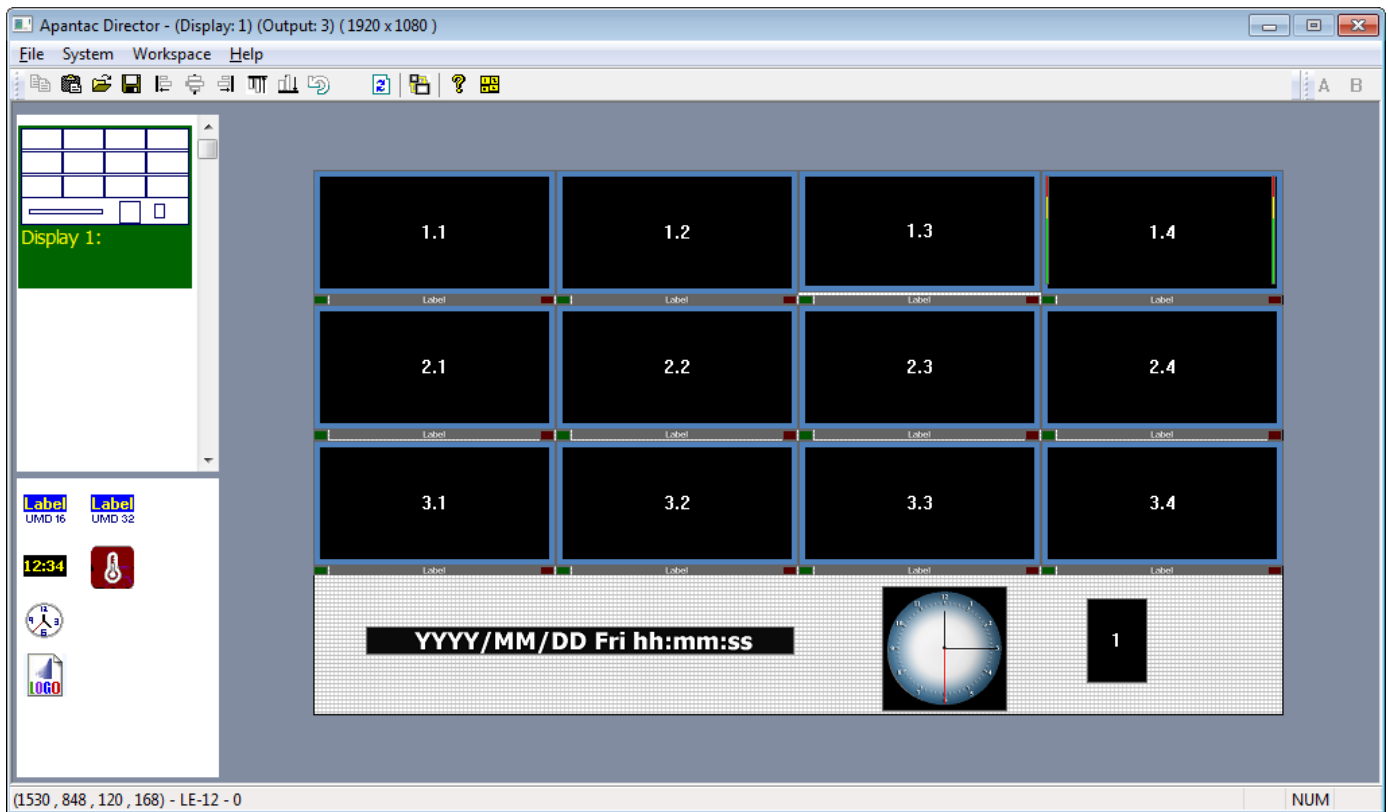 Apantac Director - (Display: 1) (Output: 3) ( 1920 x 1080 )
File System Workspace Help
A B
Display 1:
1.1 1.2 1.3 1.4
Label Label Label Label
2.1 2.2 2.3 2.4
Label Label Label Label
3.1 3.2 3.3 3.4
Label Label Label Label
Label Label
UMD 16 UMD 32
12:34
LOGO
YYYY/MM/DD Fri hh:mm:ss
1
(1530 , 848 , 120 , 168) - LE-12 - 0
NUM